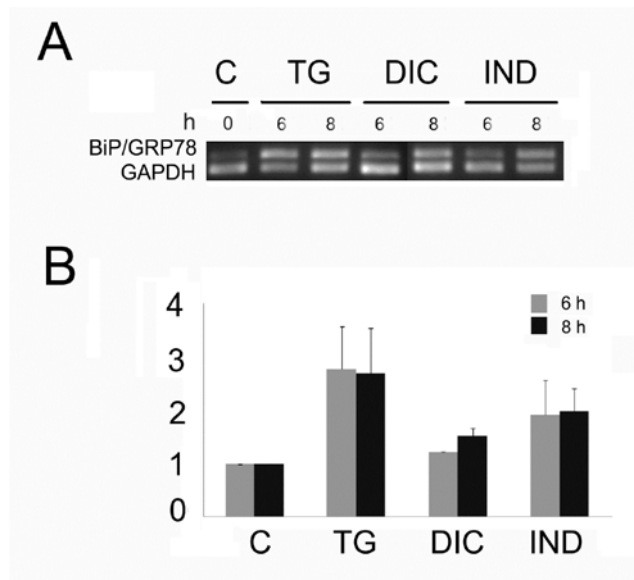 A
C TG DIC IND
h 0 6 8 6 8 6 8
BiP/GRP78
GAPDH
B
4
3
2
1
0
6 h
8 h
C TG DIC IND